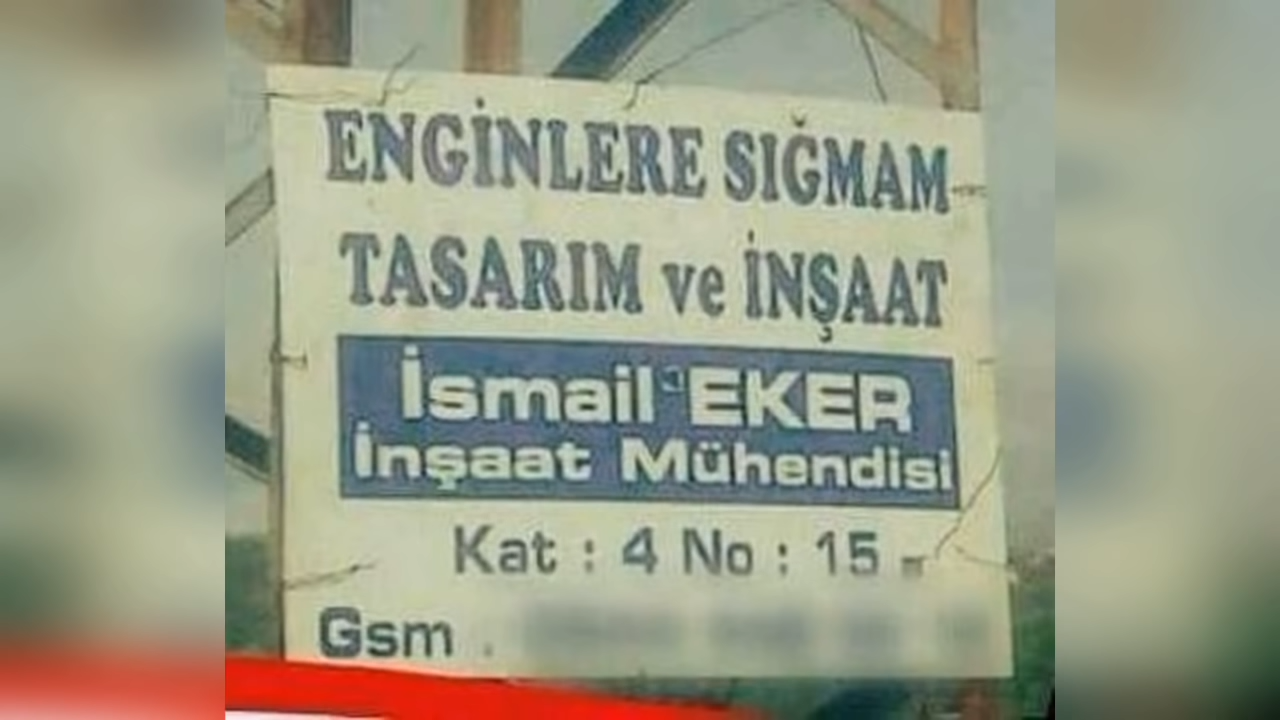 ENGİNLERE SIĞMAM
TASARIM ve İNŞAAT
İsmail EKER
İnşaat Mühendisi
Kat : 4 No : 15
Gsm :